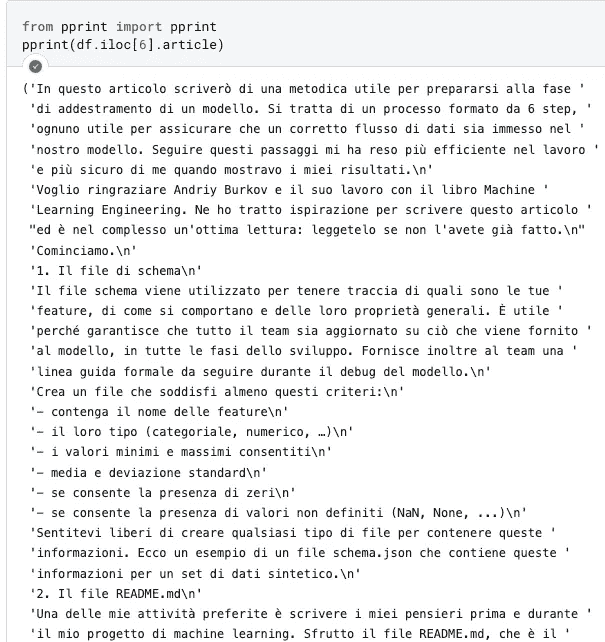 from pprint import pprint
pprint(df.iloc[6].article)
('In questo articolo scriverò di una metodica utile per prepararsi alla fase '
'di addestramento di un modello. Si tratta di un processo formato da 6 step, '
'ognuno utile per assicurare che un corretto flusso di dati sia immesso nel '
'nostro modello. Seguire questi passaggi mi ha reso più efficiente nel lavoro '
'e più sicuro di me quando mostravo i miei risultati.\n'
'Voglio ringraziare Andriy Burkov e il suo lavoro con il libro Machine '
'Learning Engineering. Ne ho tratto ispirazione per scrivere questo articolo '
"ed è nel complesso un'ottima lettura: leggetelo se non l'avete già fatto.\n"
'Cominciamo.\n'
'1. Il file di schema\n'
'Il file schema viene utilizzato per tenere traccia di quali sono le tue '
'feature, di come si comportano e delle loro proprietà generali. È utile '
'perché garantisce che tutto il team sia aggiornato su ciò che viene fornito '
'al modello, in tutte le fasi dello sviluppo. Fornisce inoltre al team una '
'linea guida formale da seguire durante il debug del modello.\n'
'Crea un file che soddisfi almeno questi criteri:\n'
'– contenga il nome delle feature\n'
'– il loro tipo (categoriale, numerico, …)\n'
'– i valori minimi e massimi consentiti\n'
'– media e deviazione standard\n'
'– se consente la presenza di zeri\n'
'– se consente la presenza di valori non definiti (NaN, None, ...)\n'
'Sentitevi liberi di creare qualsiasi tipo di file per contenere queste '
'informazioni. Ecco un esempio di un file schema.json che contiene queste '
'informazioni per un set di dati sintetico.\n'
'2. Il file README.md\n'
'Una delle mie attività preferite è scrivere i miei pensieri prima e durante '
'il mio progetto di machine learning. Sfrutto il file README.md, che è il '